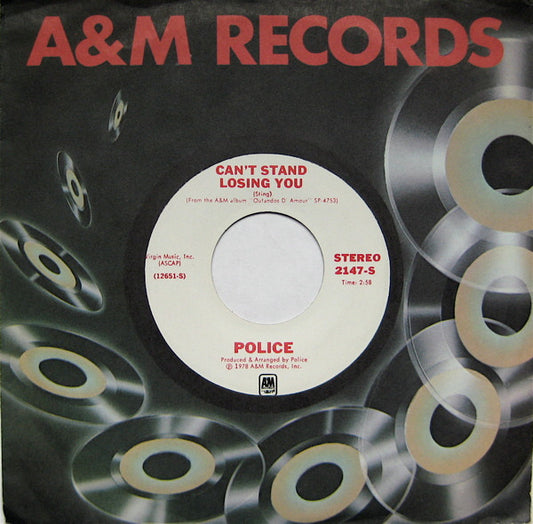 A&M RECORDS
CAN'T STAND
LOSING YOU
(Sting)
(From the A&M album "Outandos D' Amour" SP-4753)
Virgin Music, Inc.
(ASCAP)
(12651-S)
STEREO
2147-S
Time: 2:58
POLICE
Produced & Arranged by Police
℗ 1978 A&M Records, Inc.
A&M